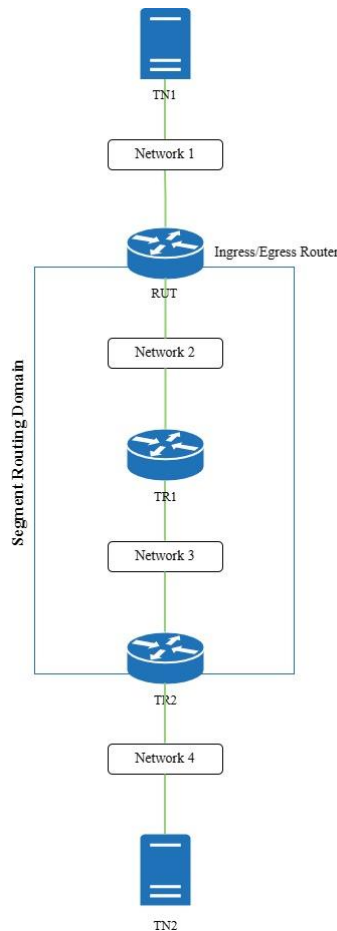 TN1
Network 1
Ingress/Egress Router
RUT
Network 2
Segment Routing Domain
TR1
Network 3
TR2
Network 4
TN2